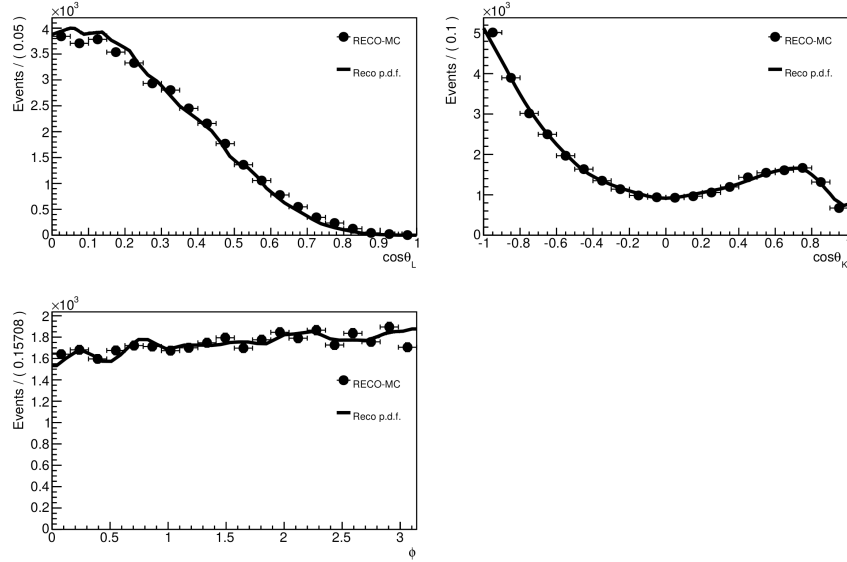 ×10³
Events / ( 0.05 )
4
3.5
3
2.5
2
1.5
1
0.5
0
0 0.1 0.2 0.3 0.4 0.5 0.6 0.7 0.8 0.9 1
cosθ_L
RECO-MC
Reco p.d.f.
×10³
Events / ( 0.1 )
5
4
3
2
1
0
-1 -0.8 -0.6 -0.4 -0.2 0 0.2 0.4 0.6 0.8 1
cosθ_K
RECO-MC
Reco p.d.f.
×10³
Events / ( 0.15708 )
2
1.8
1.6
1.4
1.2
1
0.8
0.6
0.4
0.2
0
0 0.5 1 1.5 2 2.5 3
φ
RECO-MC
Reco p.d.f.